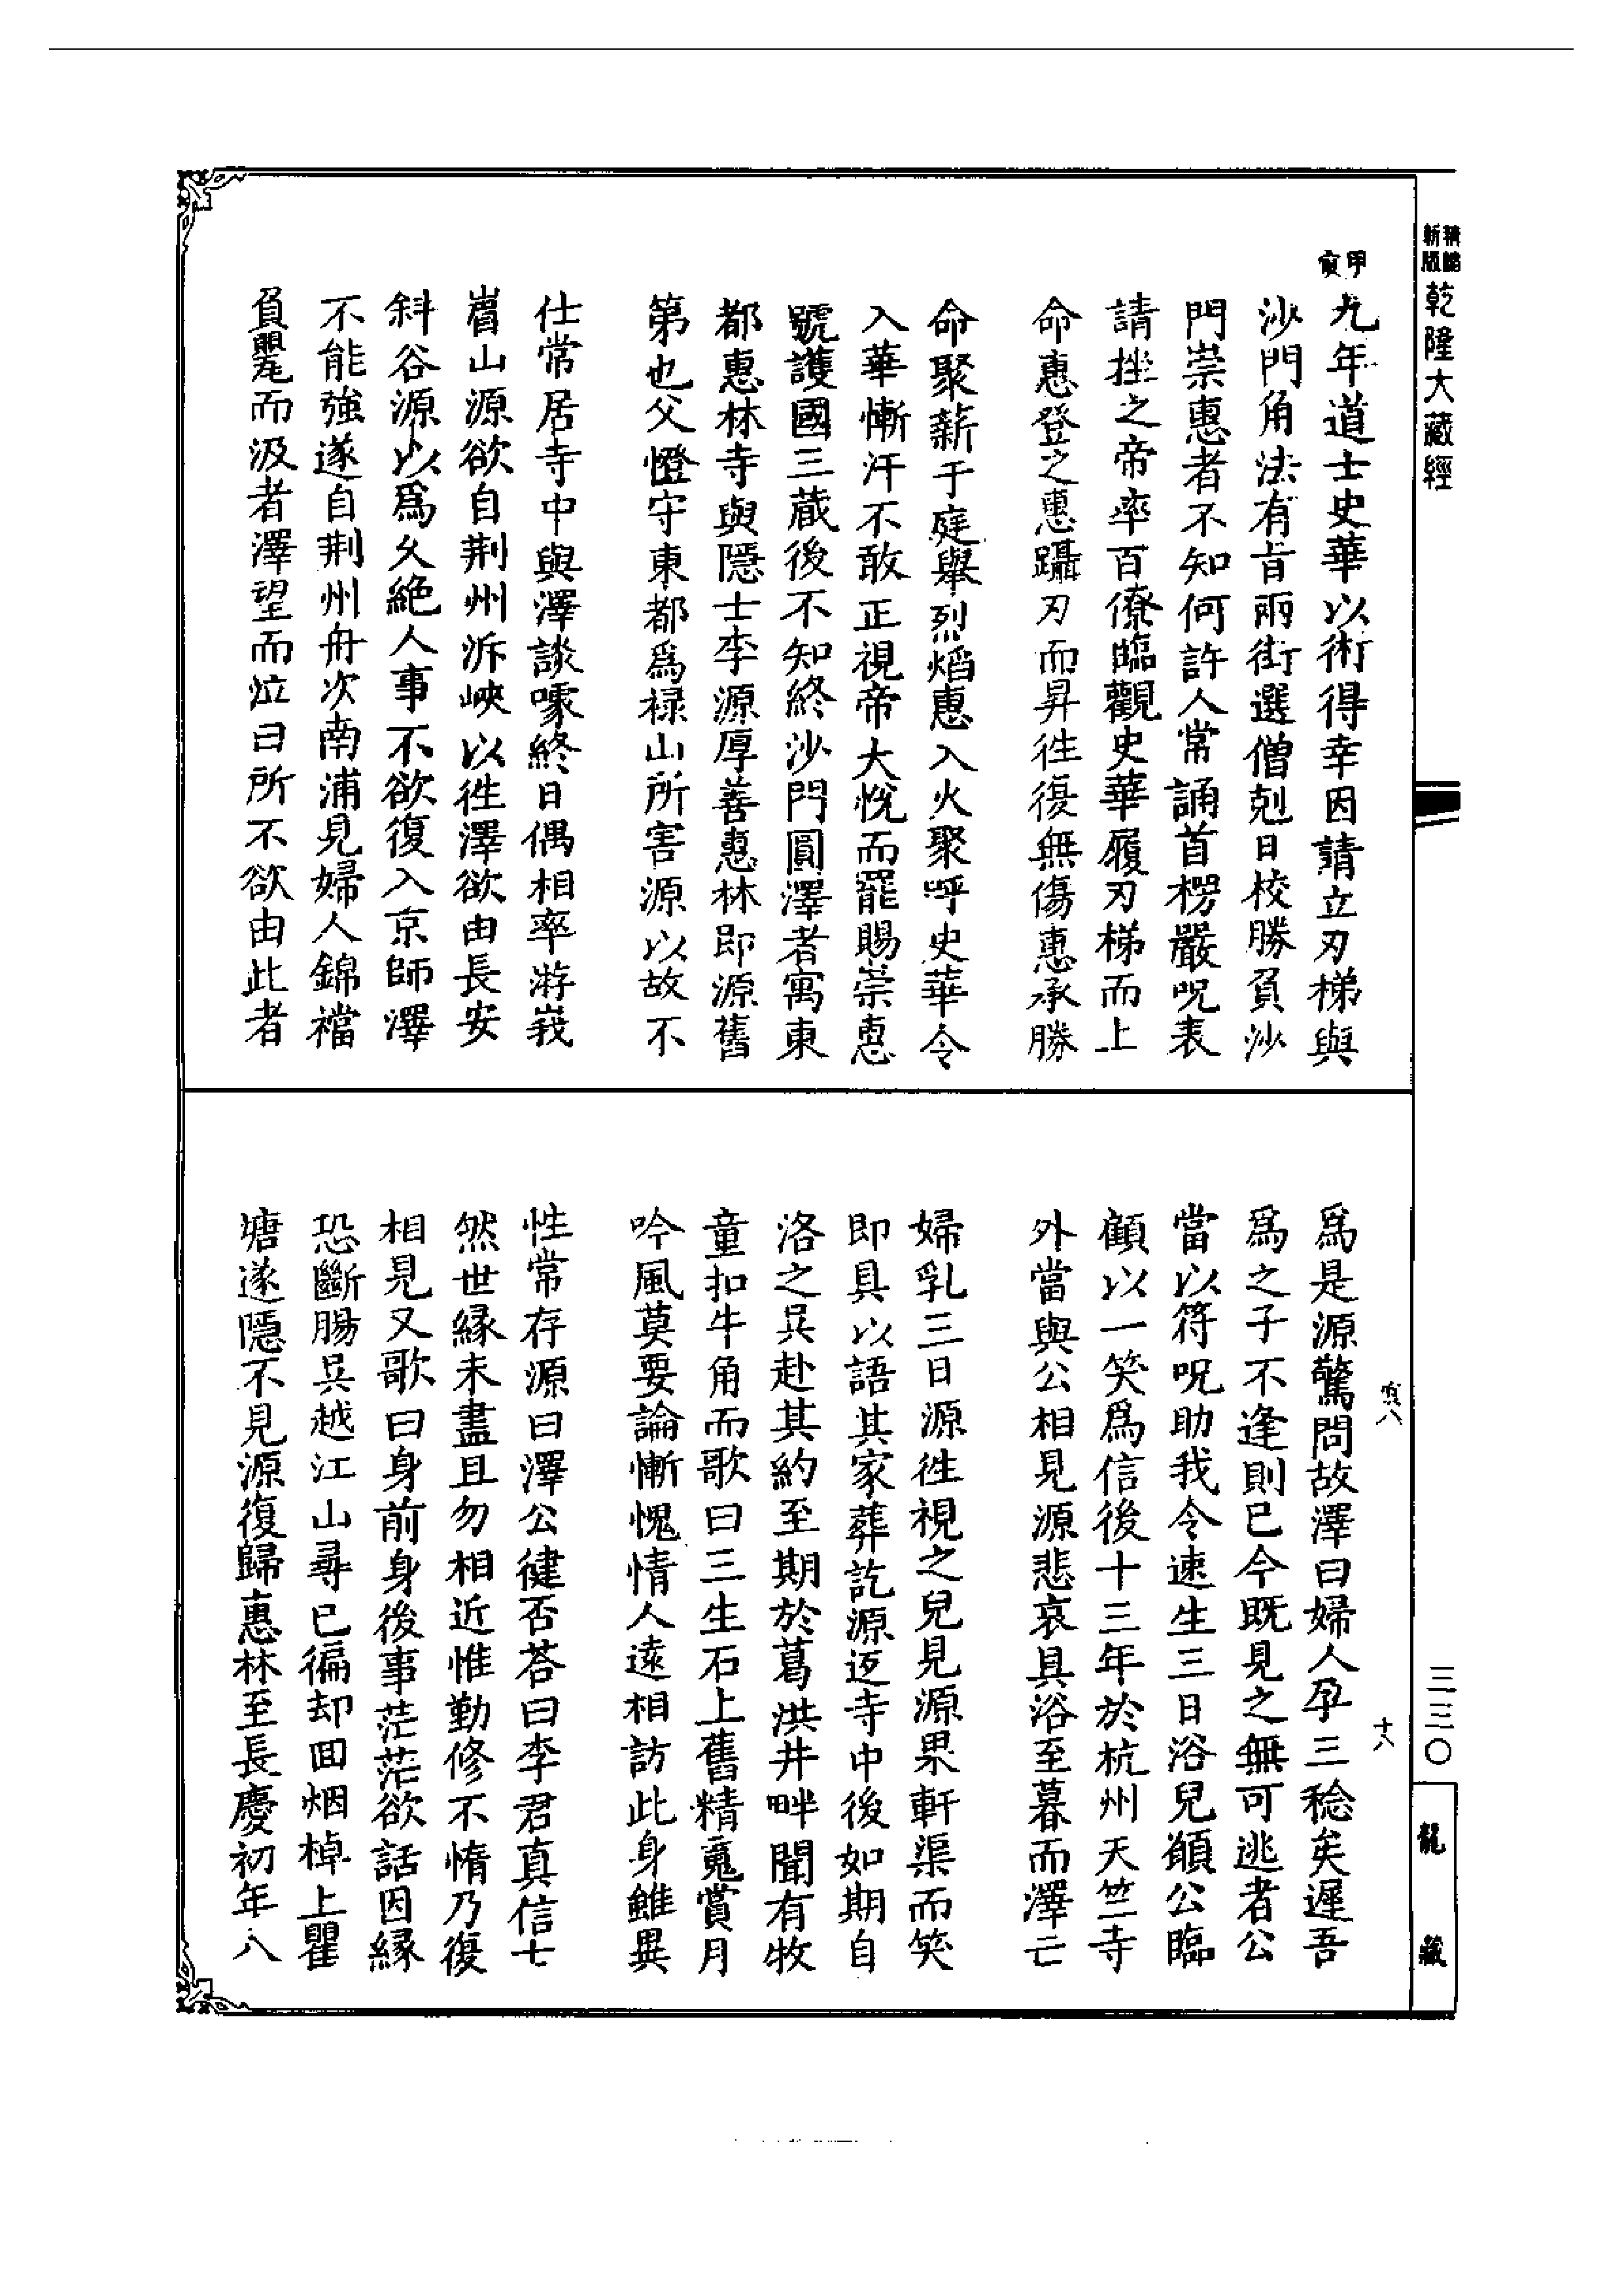 精縮
新版
乾隆大藏經
甲寅
九年道士史華以術得幸因請立刃梯與
沙門角法有旨兩街選僧剋日校勝負沙
門崇惠者不知何許人常誦首楞嚴呪表
請挫之帝率百僚臨觀史華履刃梯而上
命惠登之惠躡刃而昇徃復無傷惠承勝
命聚薪于庭舉烈熖惠入火聚呼史華令
入華慚汗不敢正視帝大悅而罷賜崇惠
號護國三藏後不知終沙門圓澤者寓東
都惠林寺與隱士李源厚善惠林即源舊
第也父憕守東都爲禄山所害源以故不
仕常居寺中與澤談噱終日偶相率游峩
眉山源欲自荆州泝峽以徃澤欲由長安
斜谷源以爲久絕人事不欲復入京師澤
不能強遂自荆州舟次南浦見婦人錦襠
負甖而汲者澤望而泣曰所不欲由此者
爲是源驚問故澤曰婦人孕三稔矣遲吾
爲之子不逢則已今既見之無可逃者公
當以符呪助我令速生三日浴兒願公臨
顧以一笑爲信後十三年於杭州天竺寺
外當與公相見源悲哀具浴至暮而澤亡
婦乳三日源徃視之兒見源果軒渠而笑
即具以語其家葬訖源迈寺中後如期自
洛之吳赴其約至期於葛洪井畔聞有牧
童扣牛角而歌曰三生石上舊精䰟賞月
吟風莫要論慚愧情人遠相訪此身雖異
性常存源曰澤公健否荅曰李君真信士
然世緣未盡且勿相近惟勤修不惰乃復
相見又歌曰身前身後事茫茫欲話因緣
恐斷腸吳越江山尋已徧却回烟棹上瞿
塘遂隱不見源復歸惠林至長慶初年八
十八
三三〇
龍藏